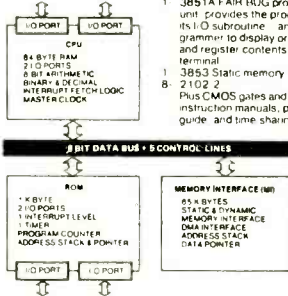 I/O PORT
I/O PORT
CPU
64 BYTE RAM
2 I/O PORTS
8 BIT ARITHMETIC
BINARY & DECIMAL
INTERRUPT FETCH LOGIC
MASTER CLOCK
1 3851A FAIR BUG pro
unit provides the prog
its I/O subroutine an
grammer to display or
and register contents
terminal
1 3853 Static memory
8- 2102 2
Plus CMOS gates and
instruction manuals, p
guide and time sharin
8 BIT DATA BUS + 5 CONTROL LINES
ROM
1 K BYTE
2 I/O PORTS
1 INTERRUPT LEVEL
1 TIMER
PROGRAM COUNTER
ADDRESS STACK & POINTER
I/O PORT
I/O PORT
MEMORY INTERFACE (MI)
65 K BYTES
STATIC & DYNAMIC
MEMORY INTERFACE
DMA INTERFACE
ADDRESS STACK
DATA POINTER